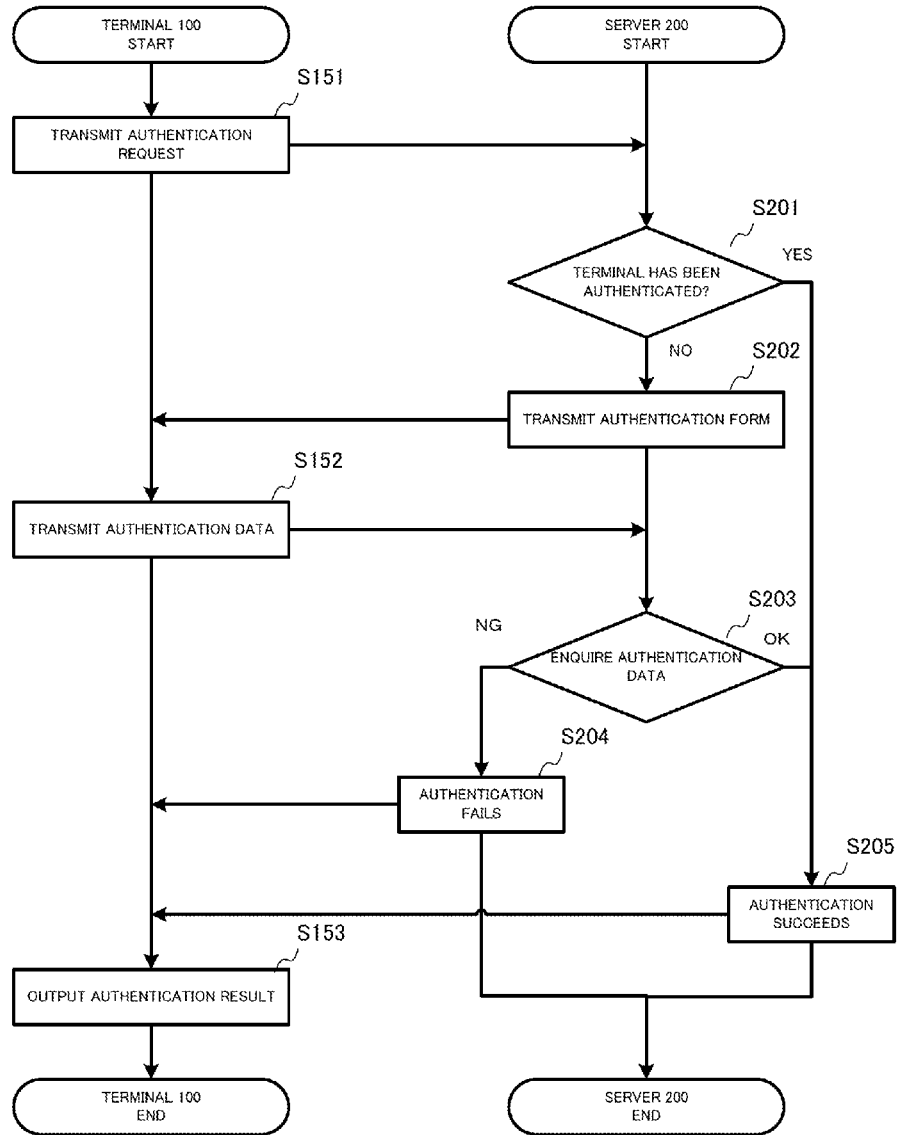 TERMINAL 100
START
SERVER 200
START
S151
TRANSMIT AUTHENTICATION
REQUEST
S201
TERMINAL HAS BEEN
AUTHENTICATED?
YES
NO
S202
TRANSMIT AUTHENTICATION FORM
S152
TRANSMIT AUTHENTICATION DATA
S203
NG
ENQUIRE AUTHENTICATION
DATA
OK
S204
AUTHENTICATION
FAILS
S205
AUTHENTICATION
SUCCEEDS
S153
OUTPUT AUTHENTICATION RESULT
TERMINAL 100
END
SERVER 200
END